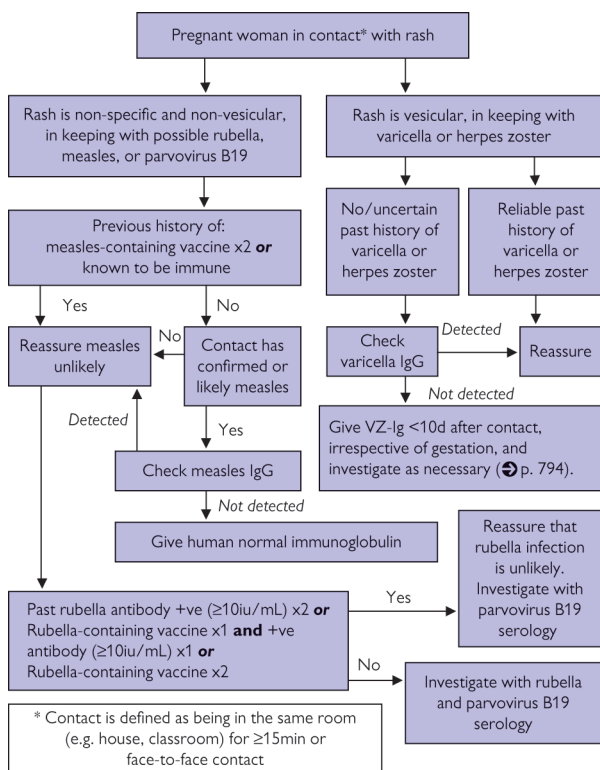 Pregnant woman in contact* with rash
Rash is non-specific and non-vesicular,
in keeping with possible rubella,
measles, or parvovirus B19
Rash is vesicular, in keeping with
varicella or herpes zoster
Previous history of:
measles-containing vaccine x2 or
known to be immune
No/uncertain
past history of
varicella or
herpes zoster
Reliable past
history of
varicella or
herpes zoster
Yes
No
Reassure measles
unlikely
No
Contact has
confirmed or
likely measles
Check
varicella IgG
Detected
Reassure
Not detected
Detected
Yes
Give VZ-Ig <10d after contact,
irrespective of gestation, and
investigate as necessary (➲ p. 794).
Check measles IgG
Not detected
Give human normal immunoglobulin
Reassure that
rubella infection
is unlikely.
Investigate with
parvovirus B19
serology
Past rubella antibody +ve (≥10iu/mL) x2 or
Rubella-containing vaccine x1 and +ve
antibody (≥10iu/mL) x1 or
Rubella-containing vaccine x2
Yes
No
Investigate with rubella
and parvovirus B19
serology
* Contact is defined as being in the same room
(e.g. house, classroom) for ≥15min or
face-to-face contact